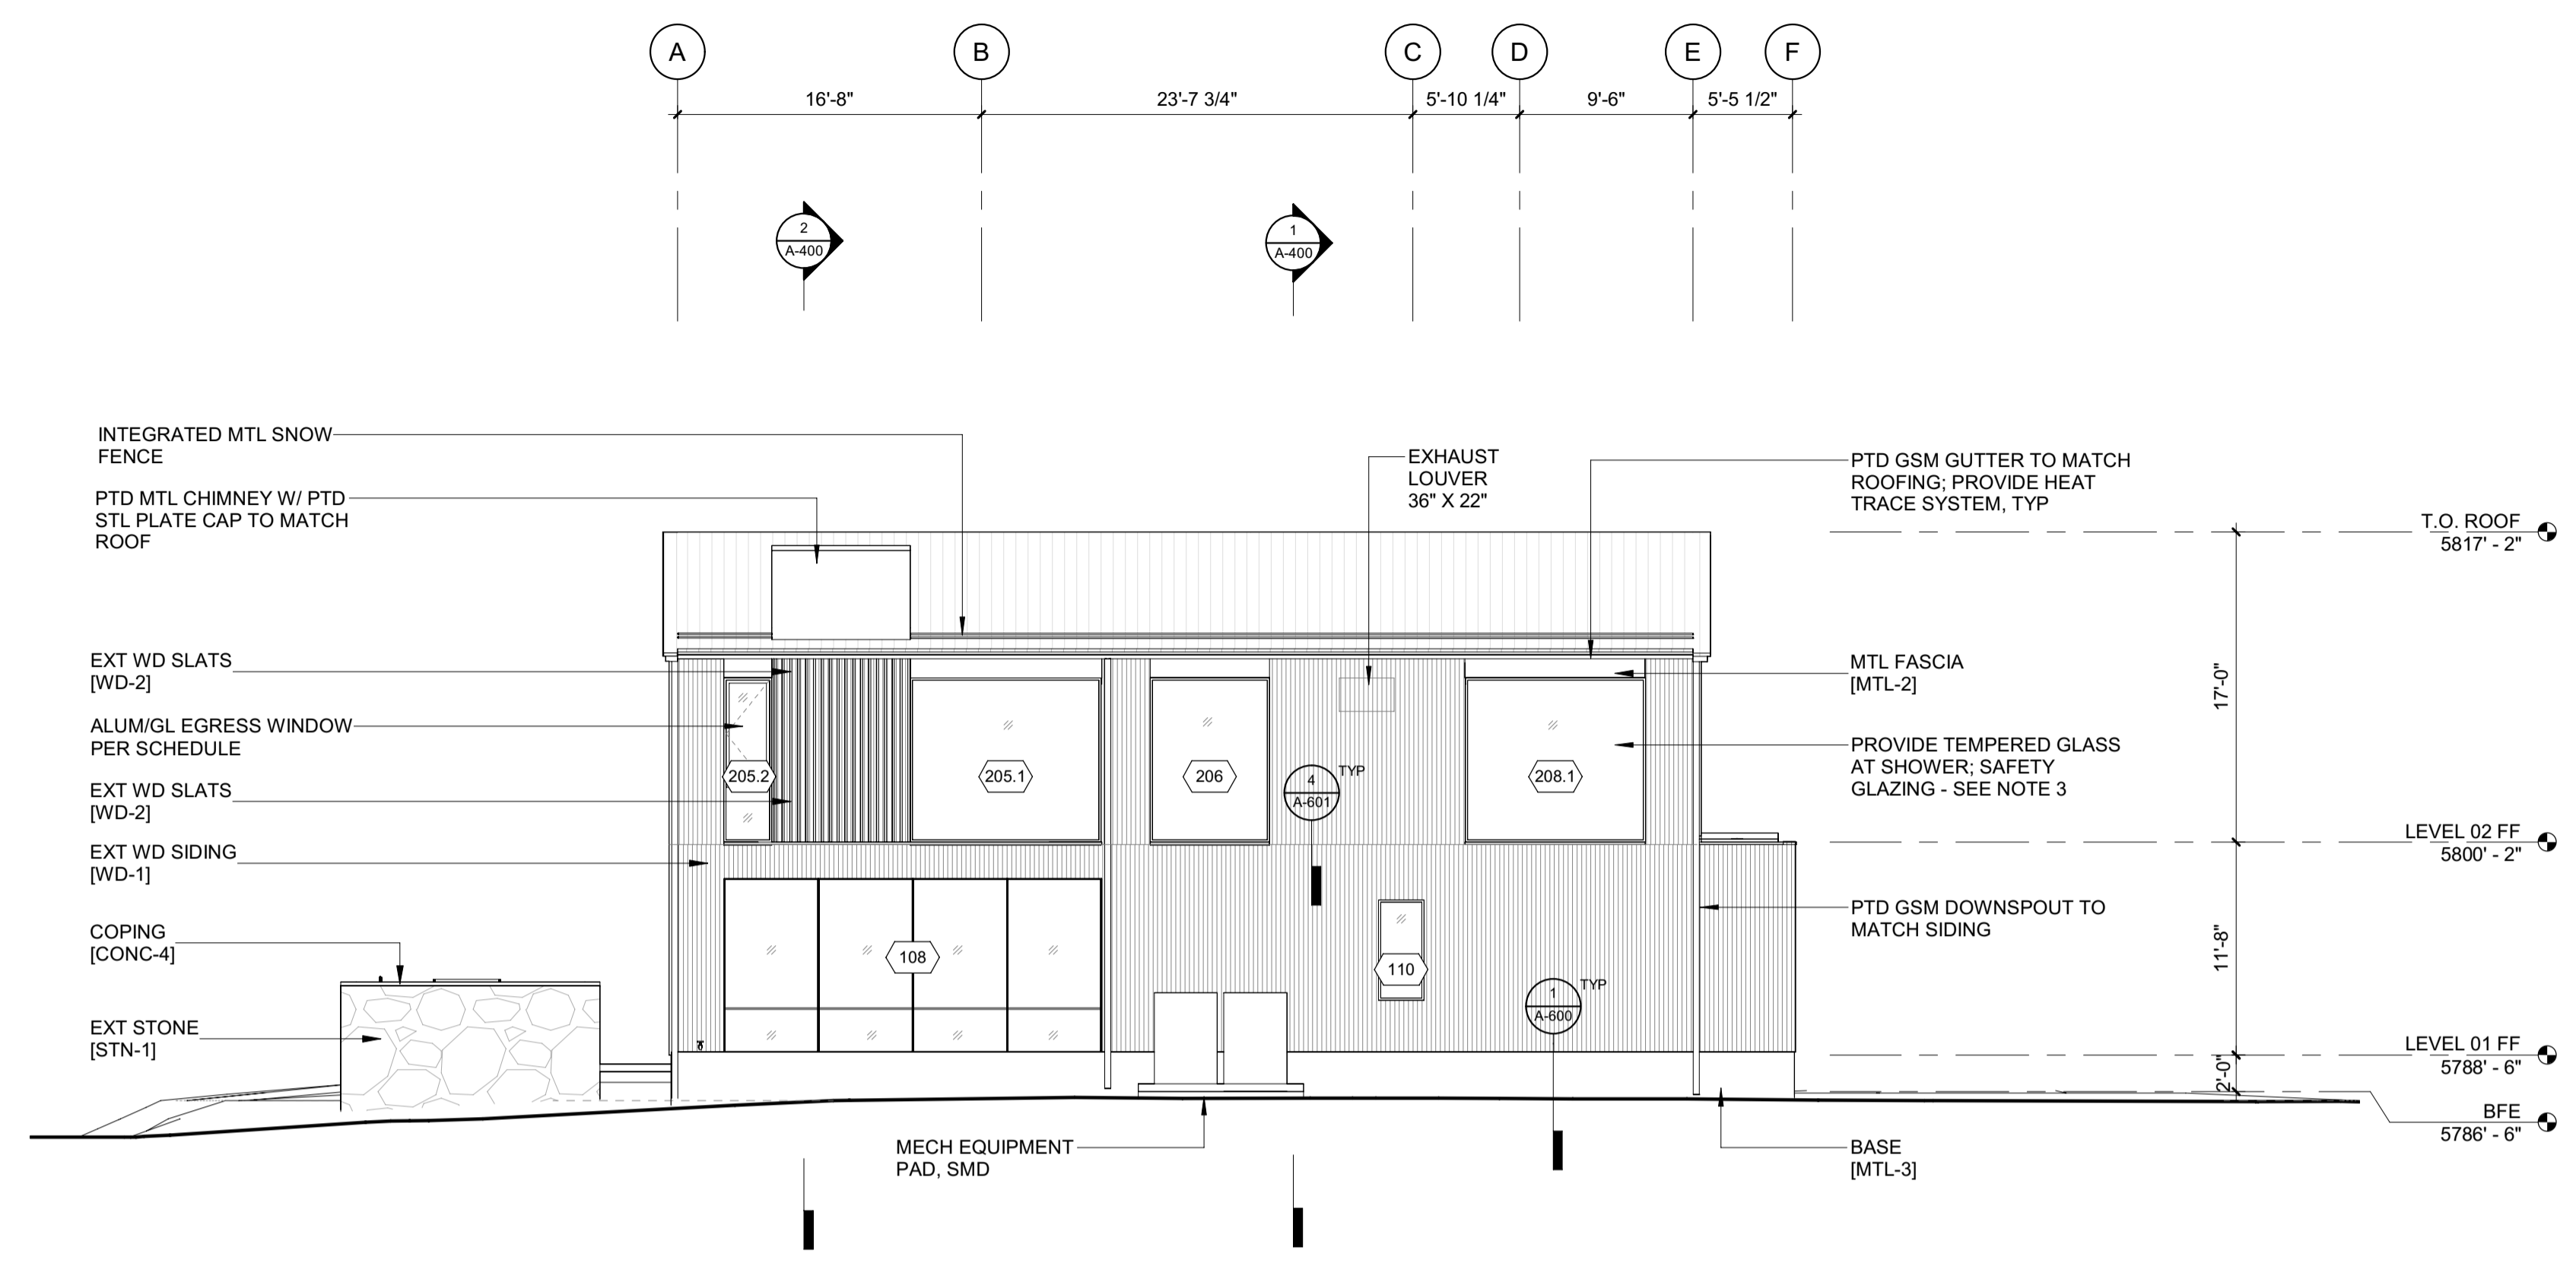 A
B
C
D
E
F
16'-8"
23'-7 3/4"
5'-10 1/4"
9'-6"
5'-5 1/2"
2
A-400
1
A-400
INTEGRATED MTL SNOW
FENCE
PTD MTL CHIMNEY W/ PTD
STL PLATE CAP TO MATCH
ROOF
EXT WD SLATS
[WD-2]
ALUM/GL EGRESS WINDOW
PER SCHEDULE
EXT WD SLATS
[WD-2]
EXT WD SIDING
[WD-1]
COPING
[CONC-4]
EXT STONE
[STN-1]
EXHAUST
LOUVER
36" X 22"
205.2
205.1
206
4
A-601
TYP
208.1
108
110
1
A-600
TYP
MECH EQUIPMENT
PAD, SMD
PTD GSM GUTTER TO MATCH
ROOFING; PROVIDE HEAT
TRACE SYSTEM, TYP
MTL FASCIA
[MTL-2]
PROVIDE TEMPERED GLASS
AT SHOWER; SAFETY
GLAZING - SEE NOTE 3
PTD GSM DOWNSPOUT TO
MATCH SIDING
BASE
[MTL-3]
17'-0"
11'-8"
2'-0"
T.O. ROOF
5817' - 2"
LEVEL 02 FF
5800' - 2"
LEVEL 01 FF
5788' - 6"
BFE
5786' - 6"